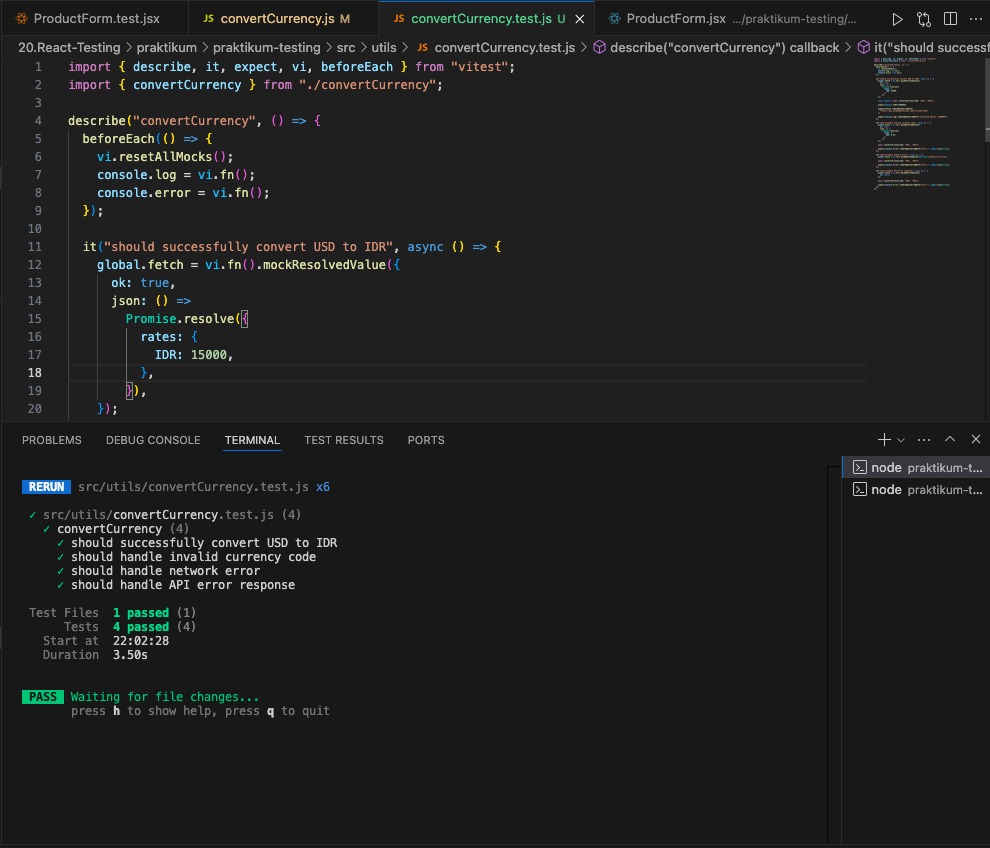 ProductForm.test.jsx JS convertCurrency.js M JS convertCurrency.test.js U ProductForm.jsx .../praktikum-testing/...
20.React-Testing > praktikum > praktikum-testing > src > utils > JS convertCurrency.test.js > describe("convertCurrency") callback > it("should successf
1 import { describe, it, expect, vi, beforeEach } from "vitest";
2 import { convertCurrency } from "./convertCurrency";
3
4 describe("convertCurrency", () => {
5 beforeEach(() => {
6 vi.resetAllMocks();
7 console.log = vi.fn();
8 console.error = vi.fn();
9 });
10
11 it("should successfully convert USD to IDR", async () => {
12 global.fetch = vi.fn().mockResolvedValue({
13 ok: true,
14 json: () =>
15 Promise.resolve({
16 rates: {
17 IDR: 15000,
18 },
19 }),
20 });
PROBLEMS DEBUG CONSOLE TERMINAL TEST RESULTS PORTS
node praktikum-t...
node praktikum-t...
RERUN src/utils/convertCurrency.test.js x6
✓ src/utils/convertCurrency.test.js (4)
✓ convertCurrency (4)
✓ should successfully convert USD to IDR
✓ should handle invalid currency code
✓ should handle network error
✓ should handle API error response
Test Files 1 passed (1)
Tests 4 passed (4)
Start at 22:02:28
Duration 3.50s
PASS Waiting for file changes...
press h to show help, press q to quit